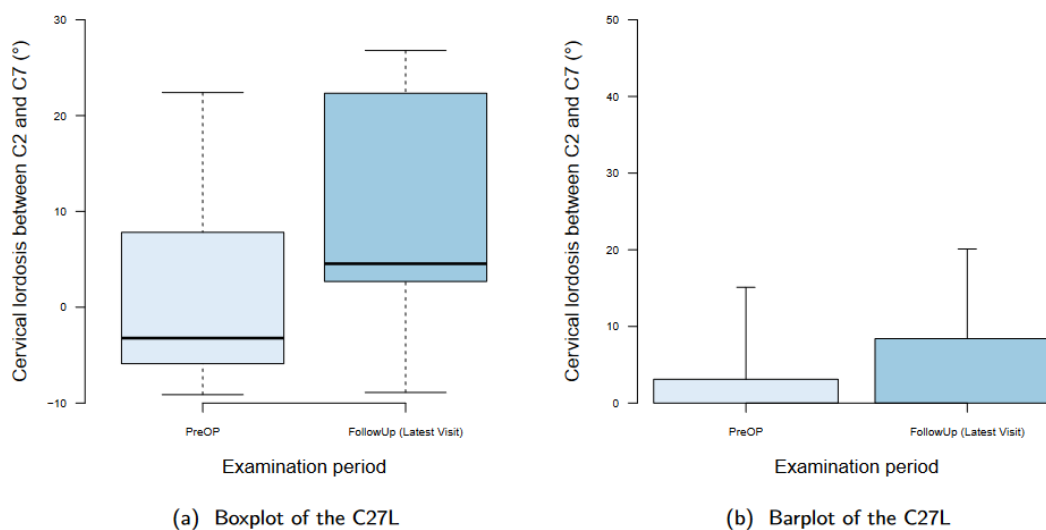 Cervical lordosis between C2 and C7 (°)
30
20
10
0
−10
PreOP
FollowUp (Latest Visit)
Examination period
(a) Boxplot of the C27L
Cervical lordosis between C2 and C7 (°)
50
40
30
20
10
0
PreOP
FollowUp (Latest Visit)
Examination period
(b) Barplot of the C27L